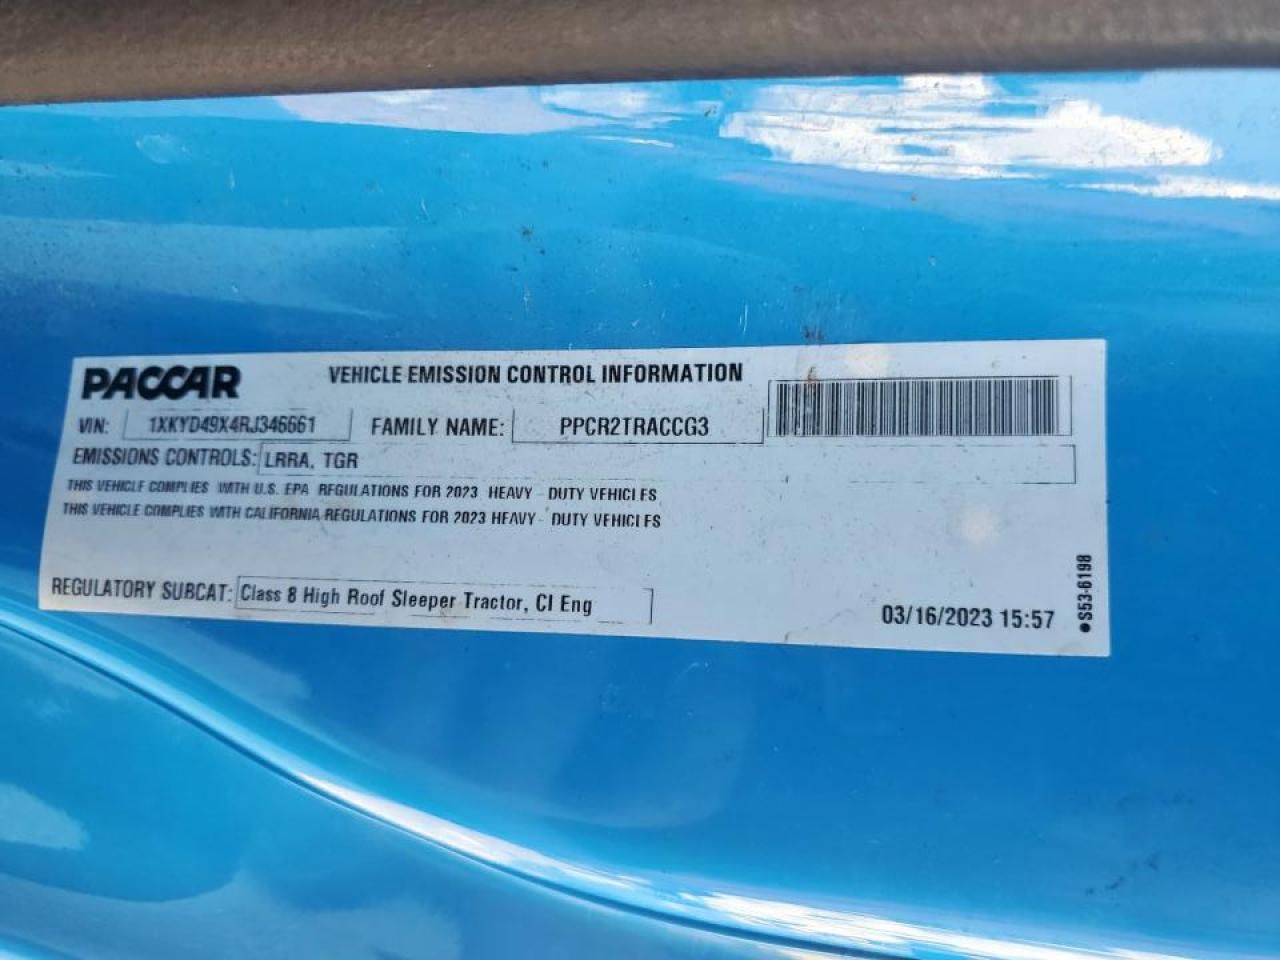 PACCAR VEHICLE EMISSION CONTROL INFORMATION
VIN: 1XKYD49X4RJ346661 FAMILY NAME: PPCR2TRACCG3
EMISSIONS CONTROLS: LRRA, TGR
THIS VEHICLE COMPLIES WITH U.S. EPA REGULATIONS FOR 2023 HEAVY - DUTY VEHICLES
THIS VEHICLE COMPLIES WITH CALIFORNIA REGULATIONS FOR 2023 HEAVY - DUTY VEHICLES
REGULATORY SUBCAT: Class 8 High Roof Sleeper Tractor, CI Eng
03/16/2023 15:57
●S53-6198